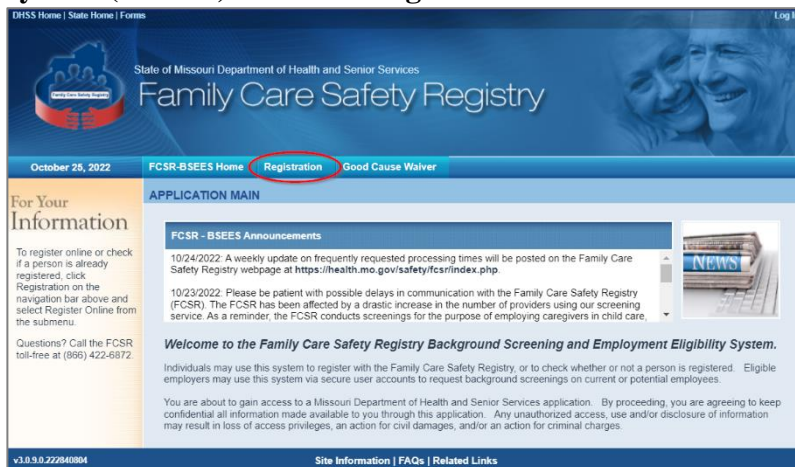 DHSS Home | State Home | Forms
Log I
State of Missouri Department of Health and Senior Services
Family Care Safety Registry
Family Care Safety Registry
October 25, 2022
FCSR-BSEES Home Registration Good Cause Waiver
For Your
Information
To register online or check
if a person is already
registered, click
Registration on the
navigation bar above and
select Register Online from
the submenu.
Questions? Call the FCSR
toll-free at (866) 422-6872.
APPLICATION MAIN
FCSR - BSEES Announcements
10/24/2022: A weekly update on frequently requested processing times will be posted on the Family Care
Safety Registry webpage at https://health.mo.gov/safety/fcsr/index.php.
10/23/2022: Please be patient with possible delays in communication with the Family Care Safety Registry
(FCSR). The FCSR has been affected by a drastic increase in the number of providers using our screening
service. As a reminder, the FCSR conducts screenings for the purpose of employing caregivers in child care,
NEWS
Welcome to the Family Care Safety Registry Background Screening and Employment Eligibility System.
Individuals may use this system to register with the Family Care Safety Registry, or to check whether or not a person is registered. Eligible
employers may use this system via secure user accounts to request background screenings on current or potential employees.
You are about to gain access to a Missouri Department of Health and Senior Services application. By proceeding, you are agreeing to keep
confidential all information made available to you through this application. Any unauthorized access, use and/or disclosure of information
may result in loss of access privileges, an action for civil damages, and/or an action for criminal charges.
v3.0.9.0.222840804
Site Information | FAQs | Related Links